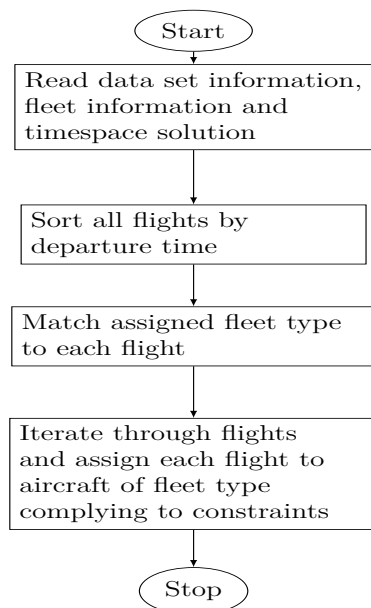 Start
Read data set information,
fleet information and
timespace solution
Sort all flights by
departure time
Match assigned fleet type
to each flight
Iterate through flights
and assign each flight to
aircraft of fleet type
complying to constraints
Stop